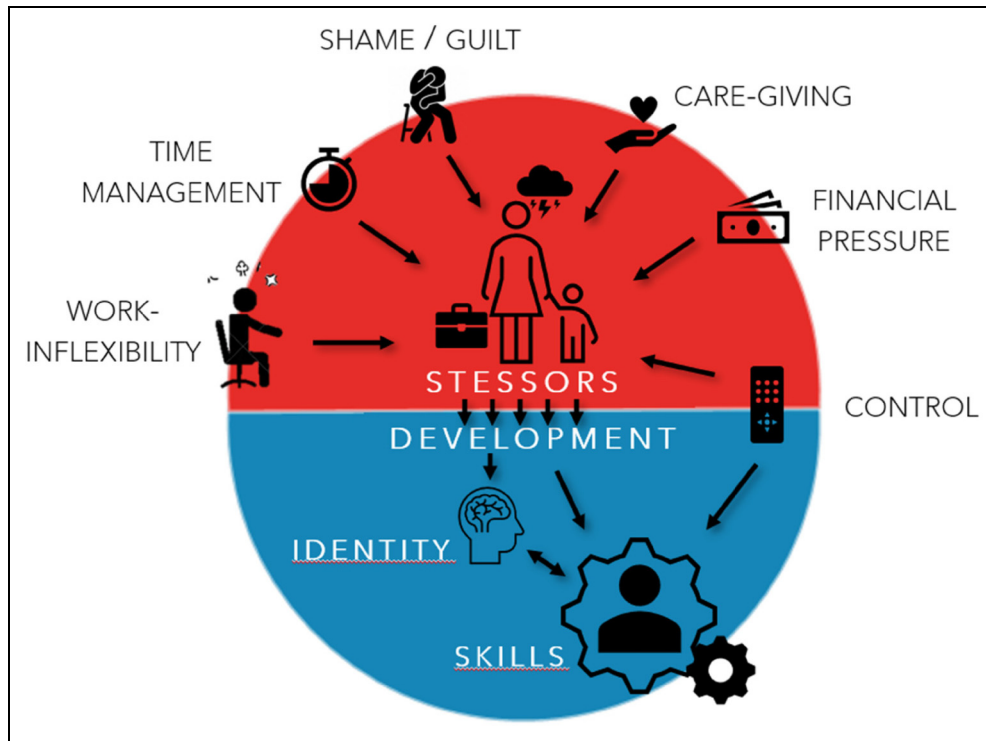 SHAME / GUILT
CARE-GIVING
TIME
MANAGEMENT
FINANCIAL
PRESSURE
WORK-
INFLEXIBILITY
STESSORS
CONTROL
DEVELOPMENT
IDENTITY
SKILLS